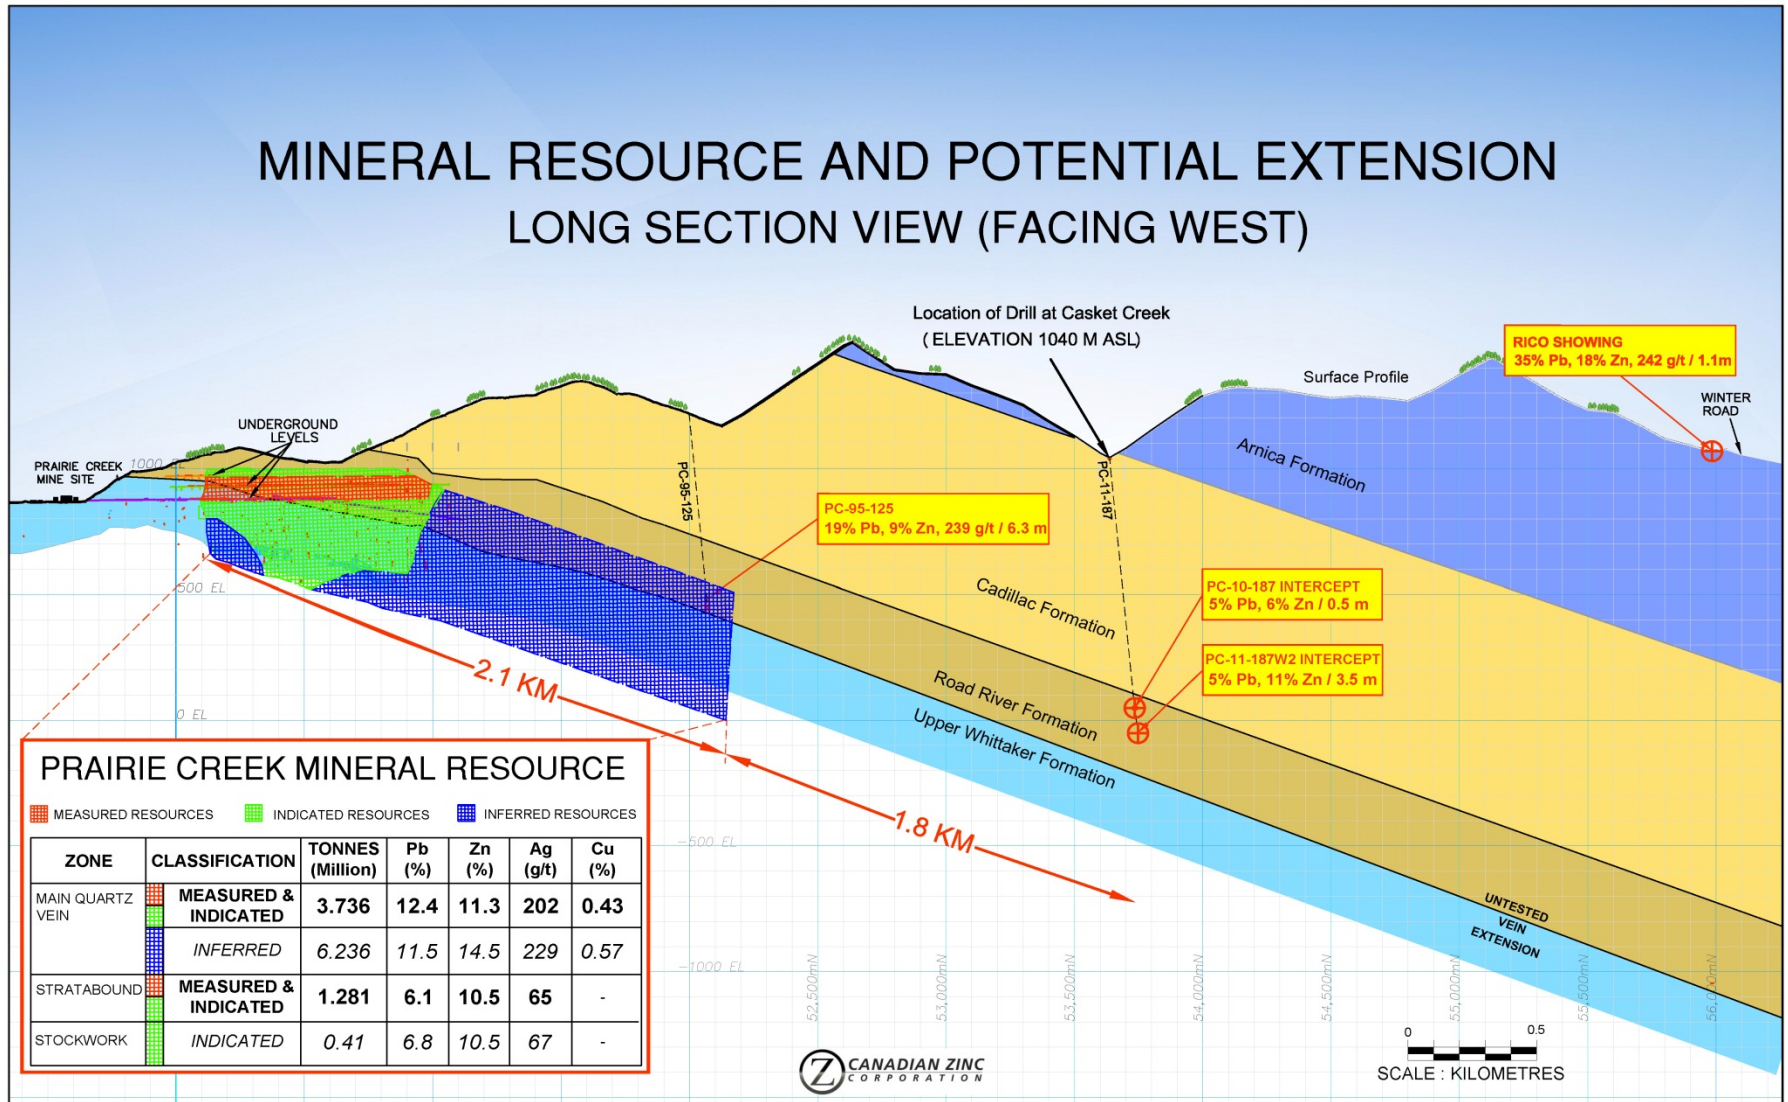 MINERAL RESOURCE AND POTENTIAL EXTENSION
LONG SECTION VIEW (FACING WEST)
Location of Drill at Casket Creek
( ELEVATION 1040 M ASL)
RICO SHOWING
35% Pb, 18% Zn, 242 g/t / 1.1m
Surface Profile
WINTER
ROAD
UNDERGROUND
LEVELS
PRAIRIE CREEK
MINE SITE
1000 EL
Arnica Formation
PC-95-125
PC-11-187
PC-95-125
19% Pb, 9% Zn, 239 g/t / 6.3 m
500 EL
Cadillac Formation
PC-10-187 INTERCEPT
5% Pb, 6% Zn / 0.5 m
PC-11-187W2 INTERCEPT
5% Pb, 11% Zn / 3.5 m
2.1 KM
Road River Formation
Upper Whittaker Formation
0 EL
1.8 KM
-500 EL
-1000 EL
UNTESTED
VEIN
EXTENSION
52,500mN
53,000mN
53,500mN
54,000mN
54,500mN
55,000mN
55,500mN
56,000mN
PRAIRIE CREEK MINERAL RESOURCE
MEASURED RESOURCES INDICATED RESOURCES INFERRED RESOURCES
ZONE CLASSIFICATION TONNES (Million) Pb (%) Zn (%) Ag (g/t) Cu (%)
MAIN QUARTZ VEIN MEASURED & INDICATED 3.736 12.4 11.3 202 0.43
INFERRED 6.236 11.5 14.5 229 0.57
STRATABOUND MEASURED & INDICATED 1.281 6.1 10.5 65 -
STOCKWORK INDICATED 0.41 6.8 10.5 67 -
Z CANADIAN ZINC
CORPORATION
0 0.5
SCALE : KILOMETRES